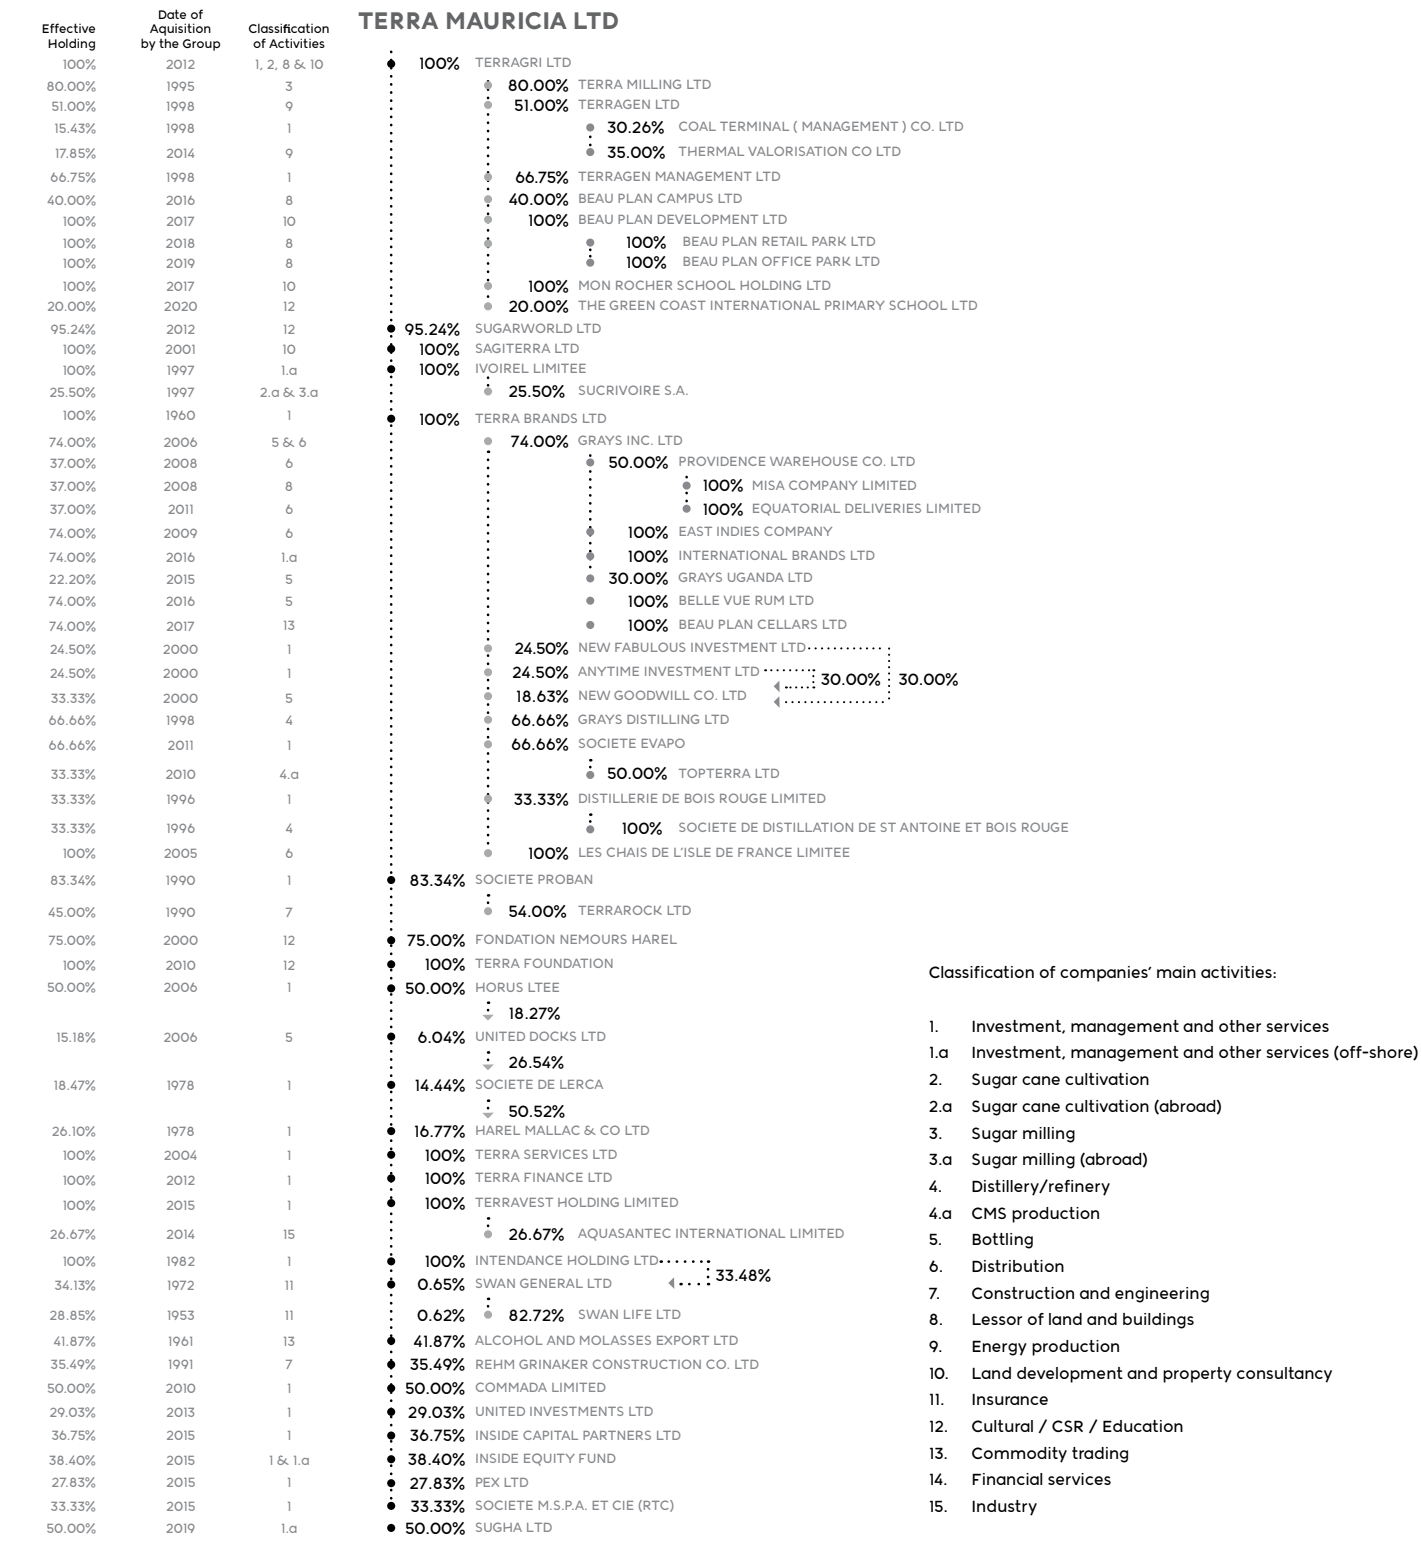 TERRA MAURICIA LTD
Effective Holding Date of Aquisition by the Group Classification of Activities
100% 2012 1, 2, 8 & 10 100% TERRAGRI LTD
80.00% 1995 3 80.00% TERRA MILLING LTD
51.00% 1998 9 51.00% TERRAGEN LTD
15.43% 1998 1 30.26% COAL TERMINAL ( MANAGEMENT ) CO. LTD
17.85% 2014 9 35.00% THERMAL VALORISATION CO LTD
66.75% 1998 1 66.75% TERRAGEN MANAGEMENT LTD
40.00% 2016 8 40.00% BEAU PLAN CAMPUS LTD
100% 2017 10 100% BEAU PLAN DEVELOPMENT LTD
100% 2018 8 100% BEAU PLAN RETAIL PARK LTD
100% 2019 8 100% BEAU PLAN OFFICE PARK LTD
100% 2017 10 100% MON ROCHER SCHOOL HOLDING LTD
20.00% 2020 12 20.00% THE GREEN COAST INTERNATIONAL PRIMARY SCHOOL LTD
95.24% 2012 12 95.24% SUGARWORLD LTD
100% 2001 10 100% SAGITERRA LTD
100% 1997 1.a 100% IVOIREL LIMITEE
25.50% 1997 2.a & 3.a 25.50% SUCRIVOIRE S.A.
100% 1960 1 100% TERRA BRANDS LTD
74.00% 2006 5 & 6 74.00% GRAYS INC. LTD
37.00% 2008 6 50.00% PROVIDENCE WAREHOUSE CO. LTD
37.00% 2008 8 100% MISA COMPANY LIMITED
37.00% 2011 6 100% EQUATORIAL DELIVERIES LIMITED
74.00% 2009 6 100% EAST INDIES COMPANY
74.00% 2016 1.a 100% INTERNATIONAL BRANDS LTD
22.20% 2015 5 30.00% GRAYS UGANDA LTD
74.00% 2016 5 100% BELLE VUE RUM LTD
74.00% 2017 13 100% BEAU PLAN CELLARS LTD
24.50% 2000 1 24.50% NEW FABULOUS INVESTMENT LTD
24.50% 2000 1 24.50% ANYTIME INVESTMENT LTD
30.00% 30.00%
33.33% 2000 5 18.63% NEW GOODWILL CO. LTD
66.66% 1998 4 66.66% GRAYS DISTILLING LTD
66.66% 2011 1 66.66% SOCIETE EVAPO
33.33% 2010 4.a 50.00% TOPTERRA LTD
33.33% 1996 1 33.33% DISTILLERIE DE BOIS ROUGE LIMITED
33.33% 1996 4 100% SOCIETE DE DISTILLATION DE ST ANTOINE ET BOIS ROUGE
100% 2005 6 100% LES CHAIS DE L'ISLE DE FRANCE LIMITEE
83.34% 1990 1 83.34% SOCIETE PROBAN
45.00% 1990 7 54.00% TERRAROCK LTD
75.00% 2000 12 75.00% FONDATION NEMOURS HAREL
100% 2010 12 100% TERRA FOUNDATION
50.00% 2006 1 50.00% HORUS LTEE
18.27%
15.18% 2006 5 6.04% UNITED DOCKS LTD
26.54%
18.47% 1978 1 14.44% SOCIETE DE LERCA
50.52%
26.10% 1978 1 16.77% HAREL MALLAC & CO LTD
100% 2004 1 100% TERRA SERVICES LTD
100% 2012 1 100% TERRA FINANCE LTD
100% 2015 1 100% TERRAVEST HOLDING LIMITED
26.67% 2014 15 26.67% AQUASANTEC INTERNATIONAL LIMITED
100% 1982 1 100% INTENDANCE HOLDING LTD
33.48%
34.13% 1972 11 0.65% SWAN GENERAL LTD
28.85% 1953 11 0.62% 82.72% SWAN LIFE LTD
41.87% 1961 13 41.87% ALCOHOL AND MOLASSES EXPORT LTD
35.49% 1991 7 35.49% REHM GRINAKER CONSTRUCTION CO. LTD
50.00% 2010 1 50.00% COMMADA LIMITED
29.03% 2013 1 29.03% UNITED INVESTMENTS LTD
36.75% 2015 1 36.75% INSIDE CAPITAL PARTNERS LTD
38.40% 2015 1 & 1.a 38.40% INSIDE EQUITY FUND
27.83% 2015 1 27.83% PEX LTD
33.33% 2015 1 33.33% SOCIETE M.S.P.A. ET CIE (RTC)
50.00% 2019 1.a 50.00% SUGHA LTD
Classification of companies' main activities:
1. Investment, management and other services
1.a Investment, management and other services (off-shore)
2. Sugar cane cultivation
2.a Sugar cane cultivation (abroad)
3. Sugar milling
3.a Sugar milling (abroad)
4. Distillery/refinery
4.a CMS production
5. Bottling
6. Distribution
7. Construction and engineering
8. Lessor of land and buildings
9. Energy production
10. Land development and property consultancy
11. Insurance
12. Cultural / CSR / Education
13. Commodity trading
14. Financial services
15. Industry